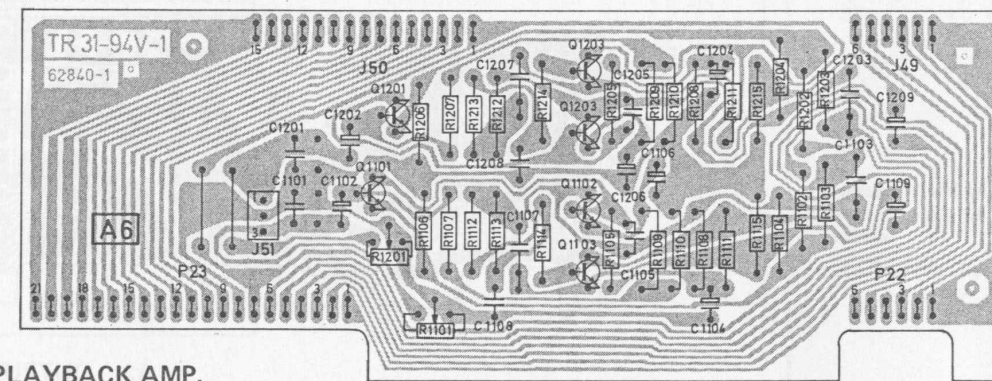 TR 31-94V-1
62840-1
15 12 9 6 3 1
J50
6 3 1
J49
Q1201
R1206
R1207
R1213
R1212
C1207
R1214
Q1203
Q1203
C1205
R1205
R1209
R1210
R1208
C1204
R1211
R1215
R1204
R1202
R1203
C1203
C1209
C1201
C1202
C1208
C1106
C1206
C1103
C1101
C1102
Q1101
R1106
R1107
R1112
R1113
C1107
R1114
Q1102
Q1103
R1105
C1105
R1109
R1110
R1108
R1111
R1115
R1104
R1102
R1103
C1109
A6
1
3
J51
R1201
P23
P22
21 18 15 12 9 6 3 1
R1101
C1108
C1104
6 3 1
PLAYBACK AMP.